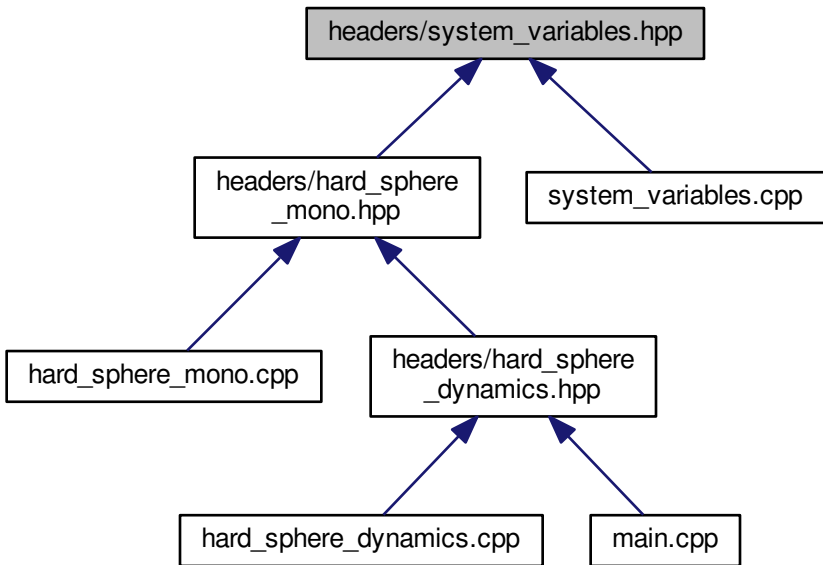 headers/system_variables.hpp
headers/hard_sphere
_mono.hpp
system_variables.cpp
hard_sphere_mono.cpp
headers/hard_sphere
_dynamics.hpp
hard_sphere_dynamics.cpp
main.cpp